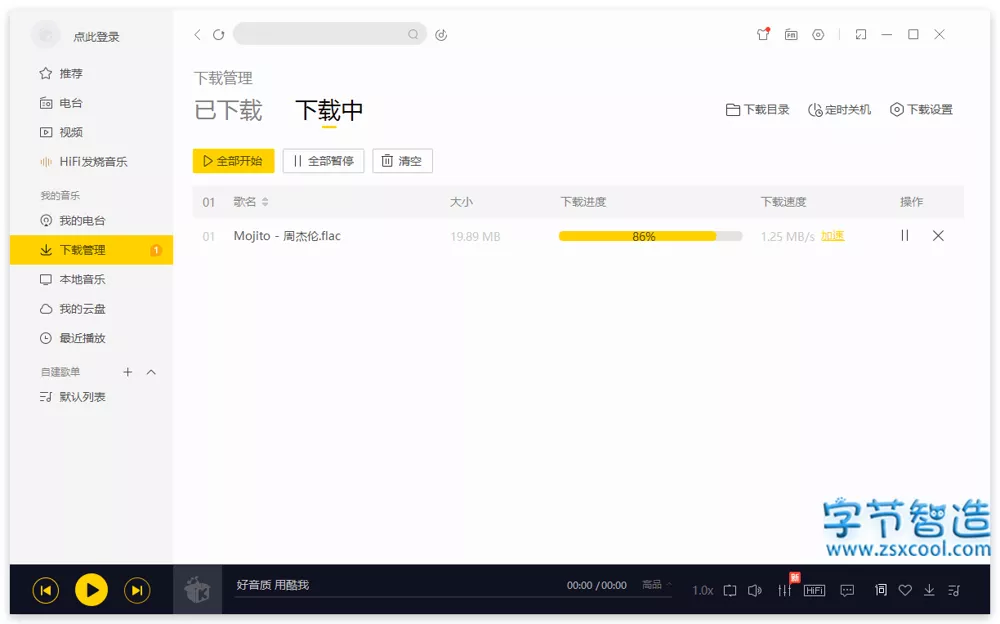 点此登录
推荐
电台
视频
HiFi发烧音乐
我的音乐
我的电台
下载管理 1
本地音乐
我的云盘
最近播放
自建歌单
默认列表
下载管理
已下载 下载中
下载目录 定时关机 下载设置
全部开始 全部暂停 清空
01 歌名 大小 下载进度 下载速度 操作
01 Mojito - 周杰伦.flac 19.89 MB 86% 1.25 MB/s 加速
字节智造
www.zsxcool.com
好音质 用酷我 00:00 / 00:00 高品 1.0x 新 HiFi 词